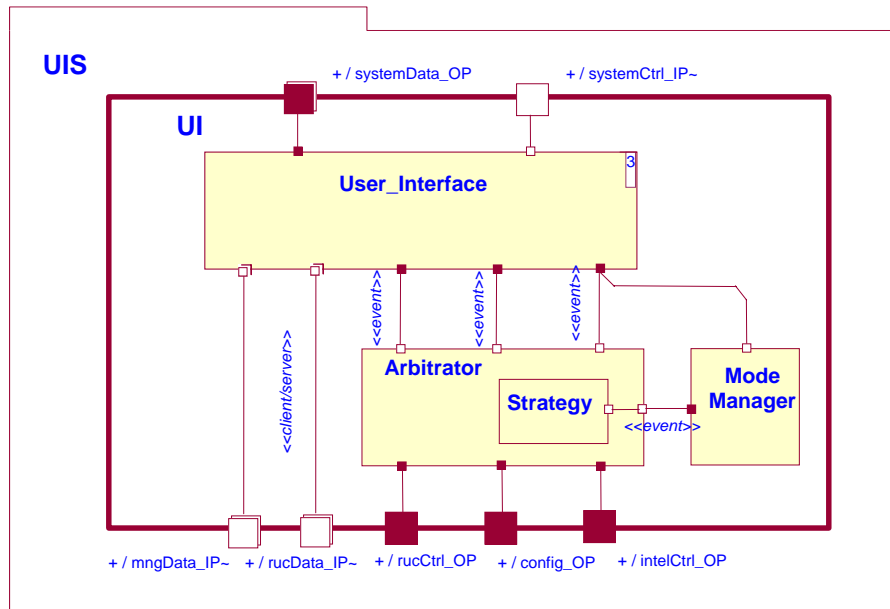 UIS
+ / systemData_OP
+ / systemCtrl_IP~
UI
3
User_Interface
<<event>>
<<event>>
<<event>>
<<client/server>>
Arbitrator
Strategy
Mode
Manager
<<event>>
+ / mngData_IP~
+ / rucData_IP~
+ / rucCtrl_OP
+ / config_OP
+ / intelCtrl_OP